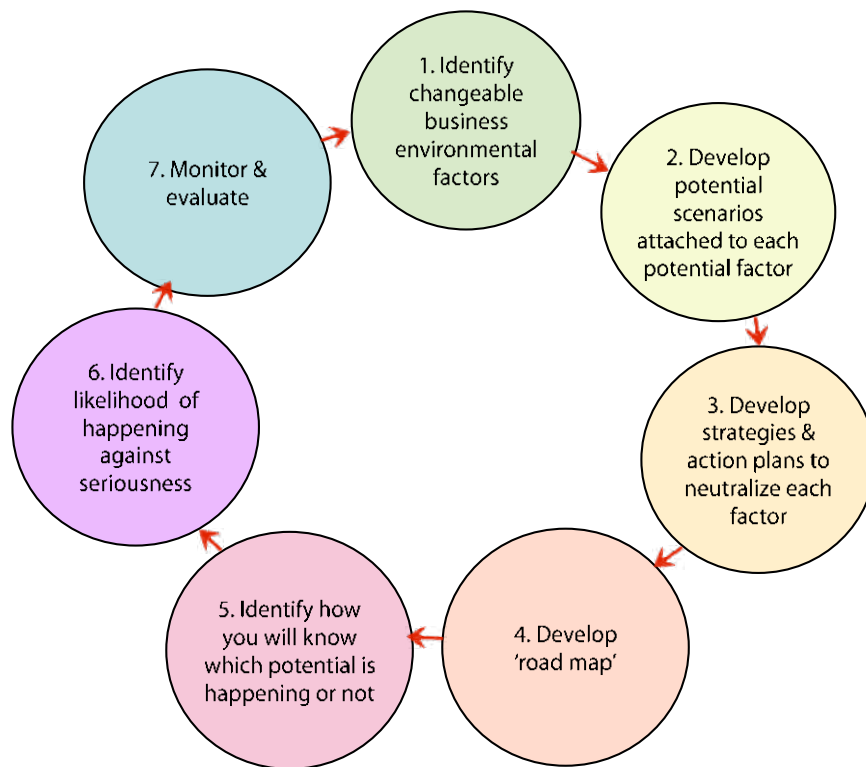 1. Identify
changeable
business
environmental
factors
2. Develop
potential
scenarios
attached to each
potential factor
3. Develop
strategies &
action plans to
neutralize each
factor
4. Develop
'road map'
5. Identify how
you will know
which potential is
happening or not
6. Identify
likelihood of
happening
against
seriousness
7. Monitor &
evaluate